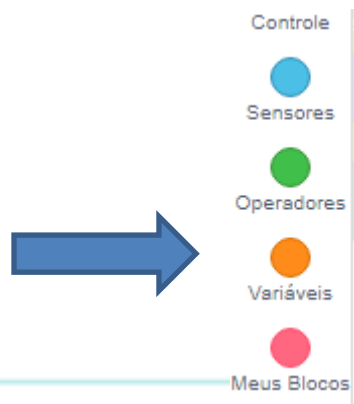 Controle
Sensores
Operadores
Variáveis
Meus Blocos